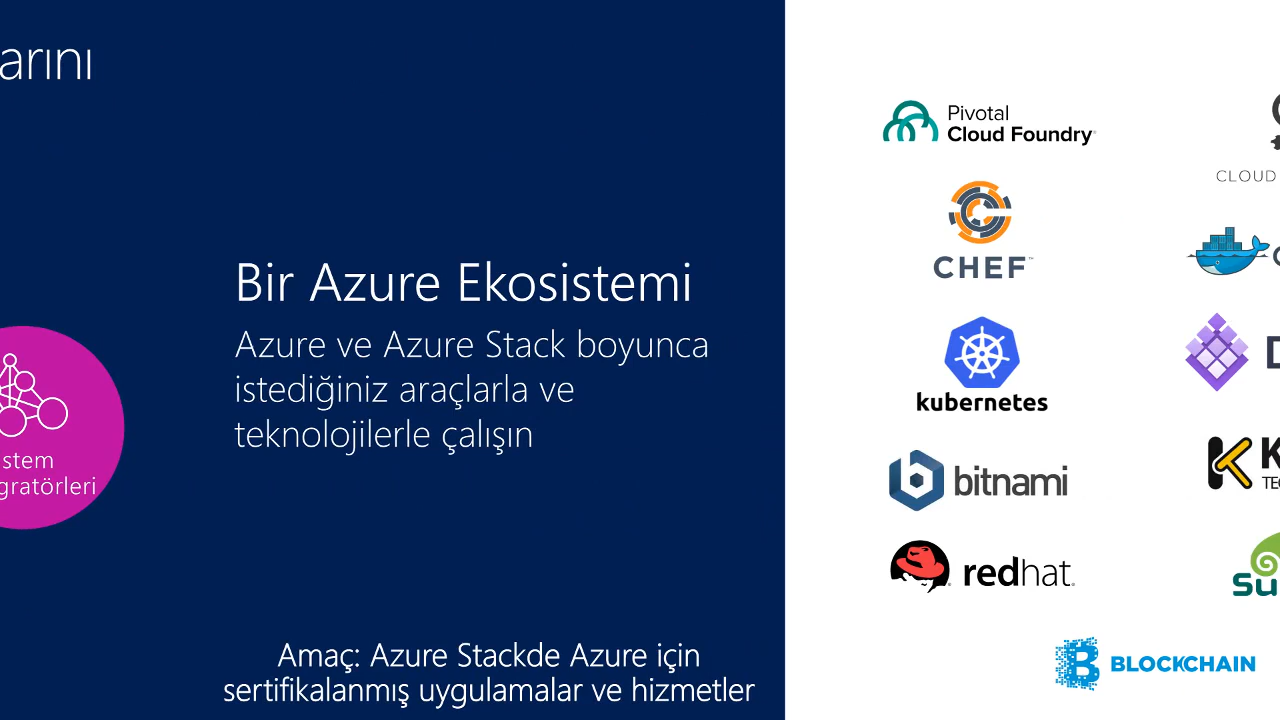 arını
Bir Azure Ekosistemi
Azure ve Azure Stack boyunca
istediğiniz araçlarla ve
teknolojilerle çalışın
stem
gratörleri
Amaç: Azure Stackde Azure için
sertifikalanmış uygulamalar ve hizmetler
Pivotal
Cloud Foundry
CLOUD
CHEF™
kubernetes
bitnami
redhat.
BLOCKCHAIN